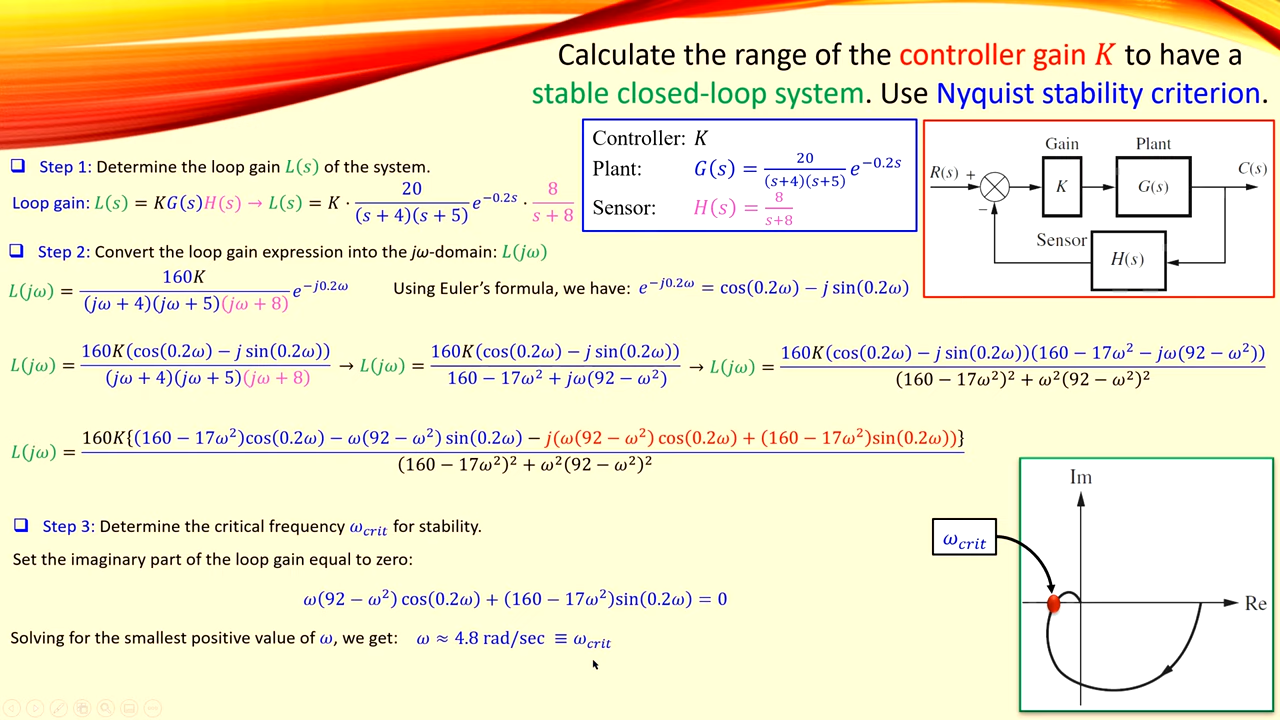 Calculate the range of the controller gain K to have a
stable closed-loop system. Use Nyquist stability criterion.
❑ Step 1: Determine the loop gain L(s) of the system.
Loop gain: L(s) = KG(s)H(s) → L(s) = K · 20/((s + 4)(s + 5)) e^{−0.2s} · 8/(s + 8)
Controller: K
Plant: G(s) = 20/((s+4)(s+5)) e^{−0.2s}
Sensor: H(s) = 8/(s+8)
Gain Plant
R(s) + K G(s) C(s)
−
Sensor
H(s)
❑ Step 2: Convert the loop gain expression into the jω-domain: L(jω)
L(jω) = 160K/((jω + 4)(jω + 5)(jω + 8)) e^{−j0.2ω} Using Euler’s formula, we have: e^{−j0.2ω} = cos(0.2ω) − j sin(0.2ω)
L(jω) = 160K(cos(0.2ω) − j sin(0.2ω))/((jω + 4)(jω + 5)(jω + 8)) → L(jω) = 160K(cos(0.2ω) − j sin(0.2ω))/(160 − 17ω² + jω(92 − ω²)) → L(jω) = 160K(cos(0.2ω) − j sin(0.2ω))(160 − 17ω² − jω(92 − ω²))/((160 − 17ω²)² + ω²(92 − ω²)²)
L(jω) = 160K{(160 − 17ω²)cos(0.2ω) − ω(92 − ω²) sin(0.2ω) − j(ω(92 − ω²) cos(0.2ω) + (160 − 17ω²)sin(0.2ω))}/((160 − 17ω²)² + ω²(92 − ω²)²)
❑ Step 3: Determine the critical frequency ω_{crit} for stability.
Set the imaginary part of the loop gain equal to zero:
ω(92 − ω²) cos(0.2ω) + (160 − 17ω²)sin(0.2ω) = 0
Solving for the smallest positive value of ω, we get: ω ≈ 4.8 rad/sec ≡ ω_{crit}
Im
ω_{crit}
Re